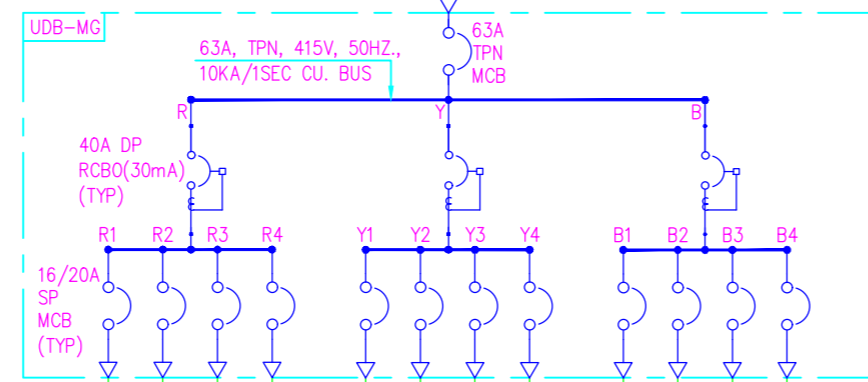 UDB-MG
63A
TPN
MCB
63A, TPN, 415V, 50HZ.,
10KA/1SEC CU. BUS
R
Y
B
40A DP
RCBO(30mA)
(TYP)
R1 R2 R3 R4 Y1 Y2 Y3 Y4 B1 B2 B3 B4
16/20A
SP
MCB
(TYP)